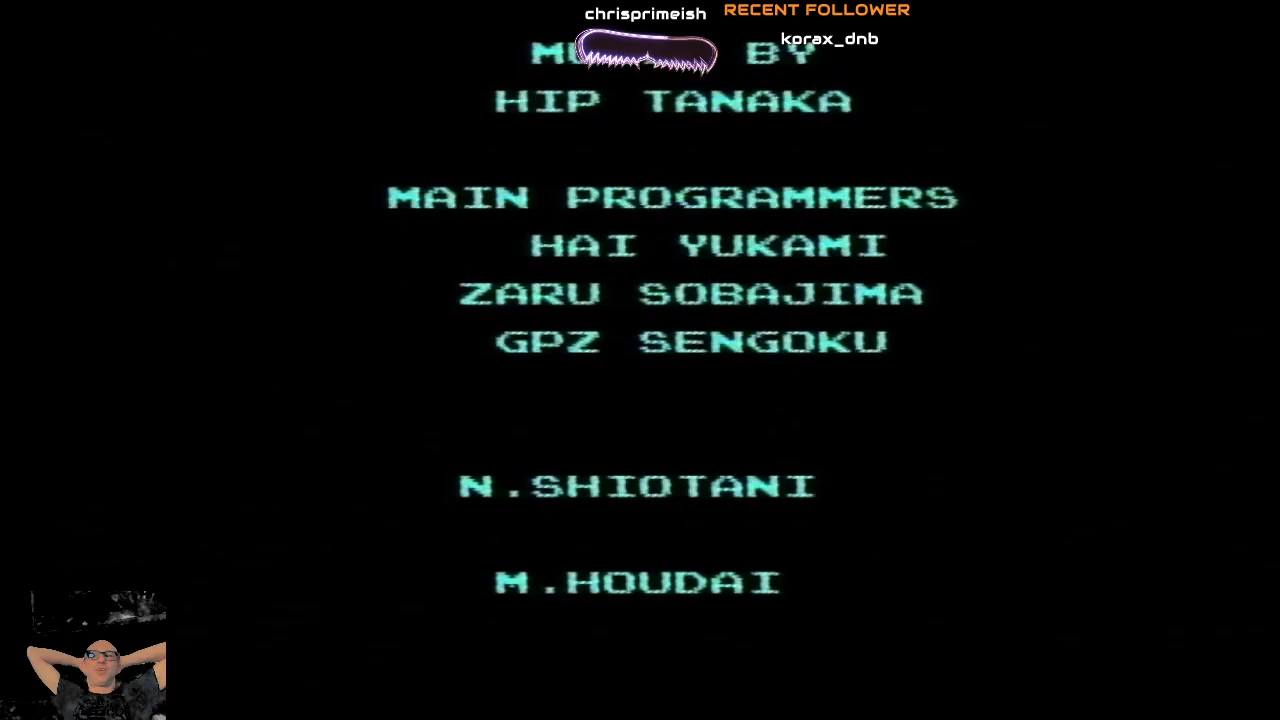 chrisprimeish
RECENT FOLLOWER
korax_dnb
BY
HIP TANAKA
MAIN PROGRAMMERS
HAI YUKAMI
ZARU SOBAJIMA
GPZ SENGOKU
N.SHIOTANI
M.HOUDAI